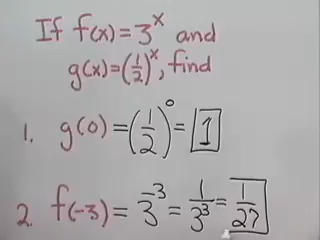 If f(x)=3^x and
g(x)=(1/2)^x, find
1. g(0)=(1/2)^0=1
2. f(-3)=3^-3=1/3^3=1/27